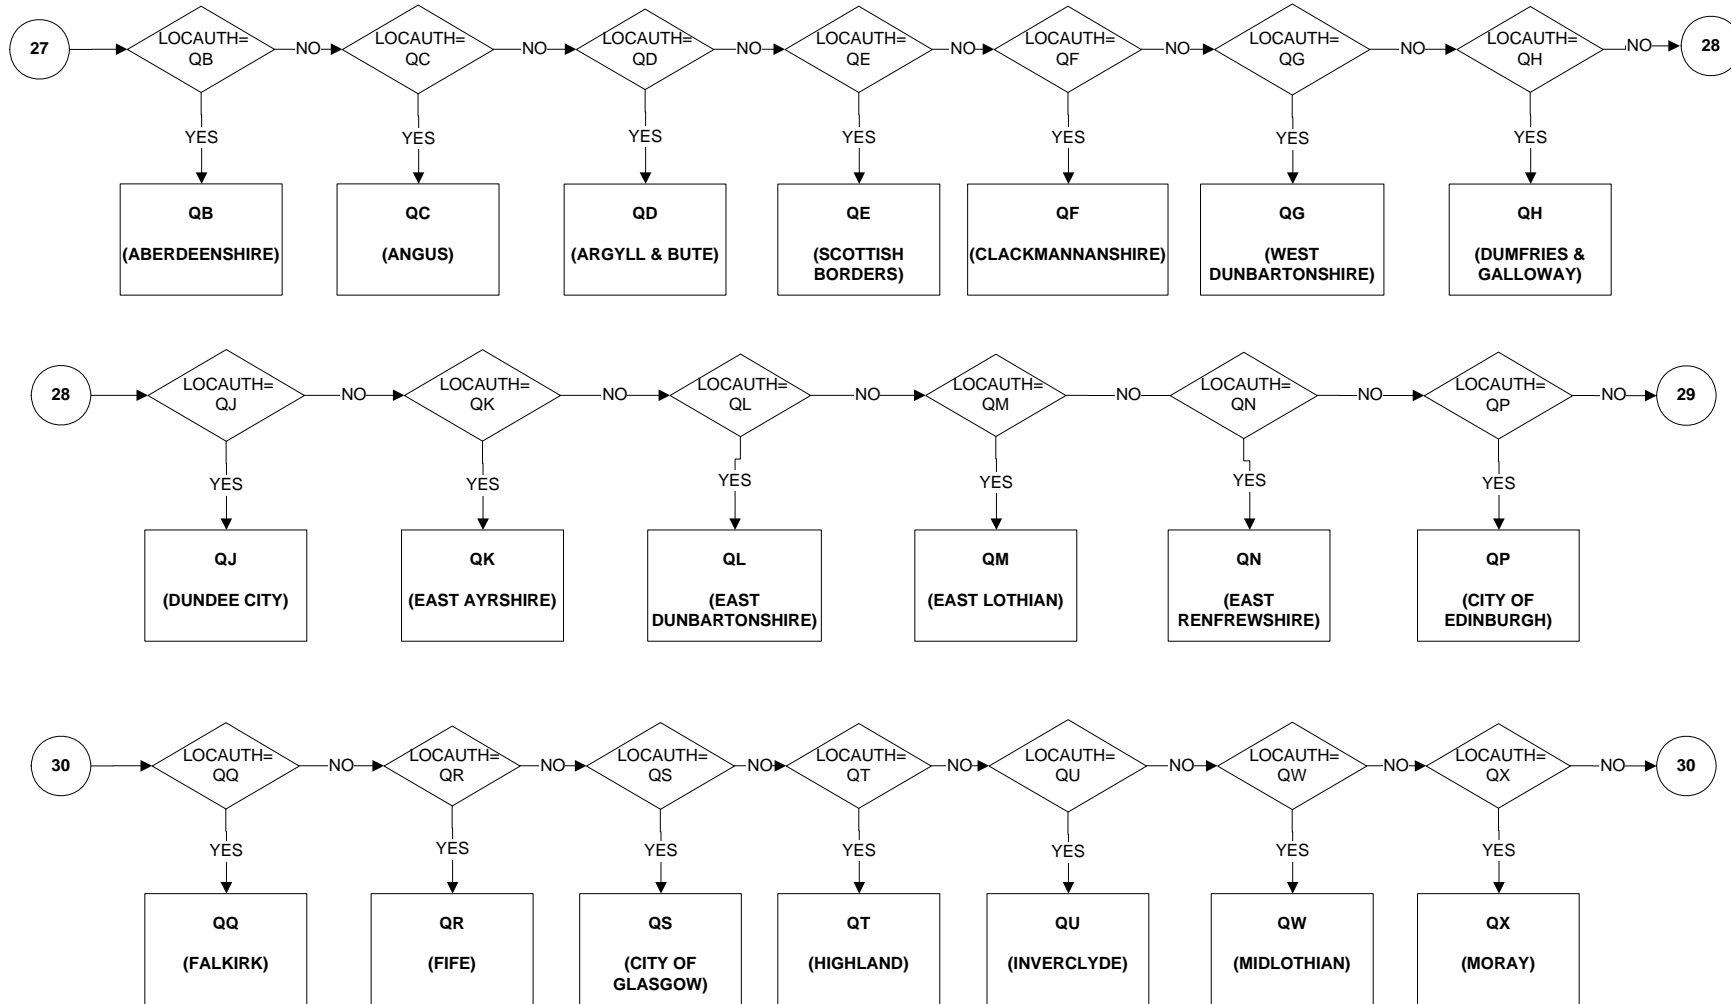 27
LOCAUTH=
QB
NO
LOCAUTH=
QC
NO
LOCAUTH=
QD
NO
LOCAUTH=
QE
NO
LOCAUTH=
QF
NO
LOCAUTH=
QG
NO
LOCAUTH=
QH
NO
28
YES
YES
YES
YES
YES
YES
YES
QB
(ABERDEENSHIRE)
QC
(ANGUS)
QD
(ARGYLL & BUTE)
QE
(SCOTTISH
BORDERS)
QF
(CLACKMANNANSHIRE)
QG
(WEST
DUNBARTONSHIRE)
QH
(DUMFRIES &
GALLOWAY)
28
LOCAUTH=
QJ
NO
LOCAUTH=
QK
NO
LOCAUTH=
QL
NO
LOCAUTH=
QM
NO
LOCAUTH=
QN
NO
LOCAUTH=
QP
NO
29
YES
YES
YES
YES
YES
YES
QJ
(DUNDEE CITY)
QK
(EAST AYRSHIRE)
QL
(EAST
DUNBARTONSHIRE)
QM
(EAST LOTHIAN)
QN
(EAST
RENFREWSHIRE)
QP
(CITY OF
EDINBURGH)
30
LOCAUTH=
QQ
NO
LOCAUTH=
QR
NO
LOCAUTH=
QS
NO
LOCAUTH=
QT
NO
LOCAUTH=
QU
NO
LOCAUTH=
QW
NO
LOCAUTH=
QX
NO
30
YES
YES
YES
YES
YES
YES
YES
QQ
(FALKIRK)
QR
(FIFE)
QS
(CITY OF
GLASGOW)
QT
(HIGHLAND)
QU
(INVERCLYDE)
QW
(MIDLOTHIAN)
QX
(MORAY)